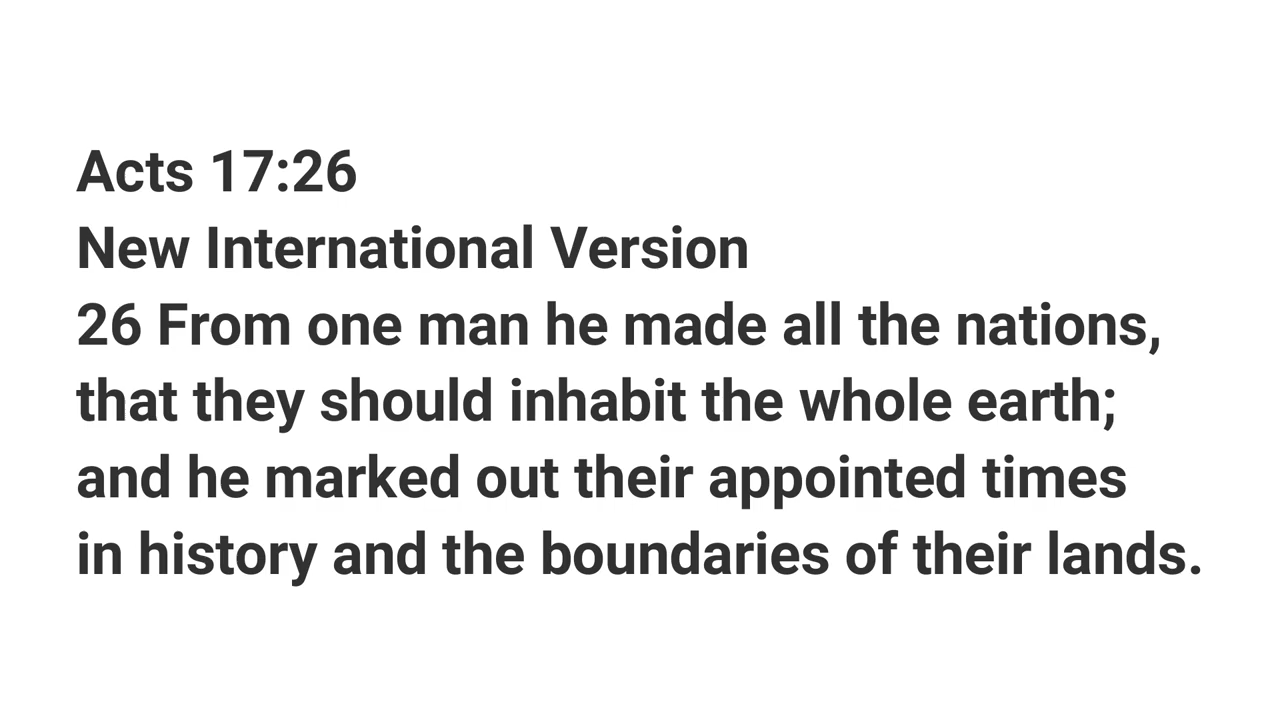 Acts 17:26
New International Version
26 From one man he made all the nations,
that they should inhabit the whole earth;
and he marked out their appointed times
in history and the boundaries of their lands.